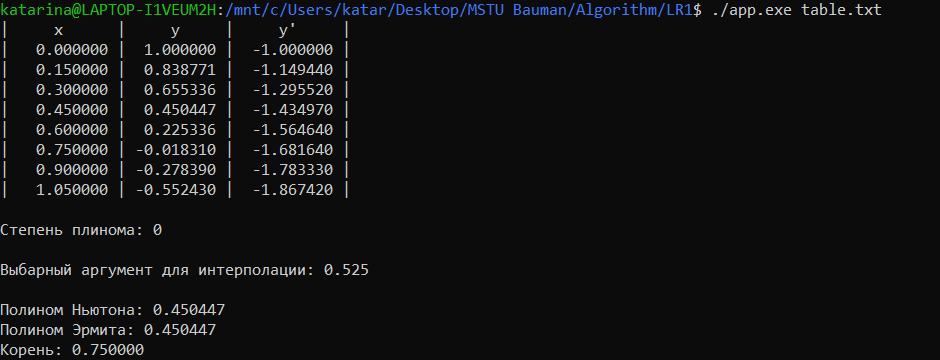 katarina@LAPTOP-I1VEUM2H:/mnt/c/Users/katar/Desktop/MSTU Bauman/Algorithm/LR1$ ./app.exe table.txt
|     x     |     y     |     y'     |
|   0.000000 |  1.000000 |  -1.000000 |
|   0.150000 |  0.838771 |  -1.149440 |
|   0.300000 |  0.655336 |  -1.295520 |
|   0.450000 |  0.450447 |  -1.434970 |
|   0.600000 |  0.225336 |  -1.564640 |
|   0.750000 | -0.018310 |  -1.681640 |
|   0.900000 | -0.278390 |  -1.783330 |
|   1.050000 | -0.552430 |  -1.867420 |
Степень плинома: 0
Выбарный аргумент для интерполации: 0.525
Полином Ньютона: 0.450447
Полином Эрмита: 0.450447
Корень: 0.750000